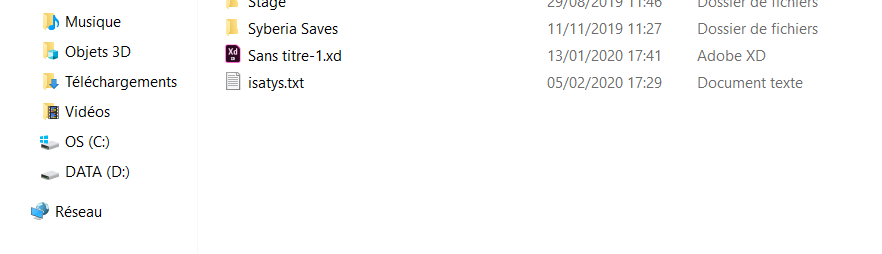 Stage 29/08/2019 11:46 Dossier de fichiers
Musique
Syberia Saves 11/11/2019 11:27 Dossier de fichiers
Objets 3D
Sans titre-1.xd 13/01/2020 17:41 Adobe XD
Téléchargements
isatys.txt 05/02/2020 17:29 Document texte
Vidéos
OS (C:)
DATA (D:)
Réseau